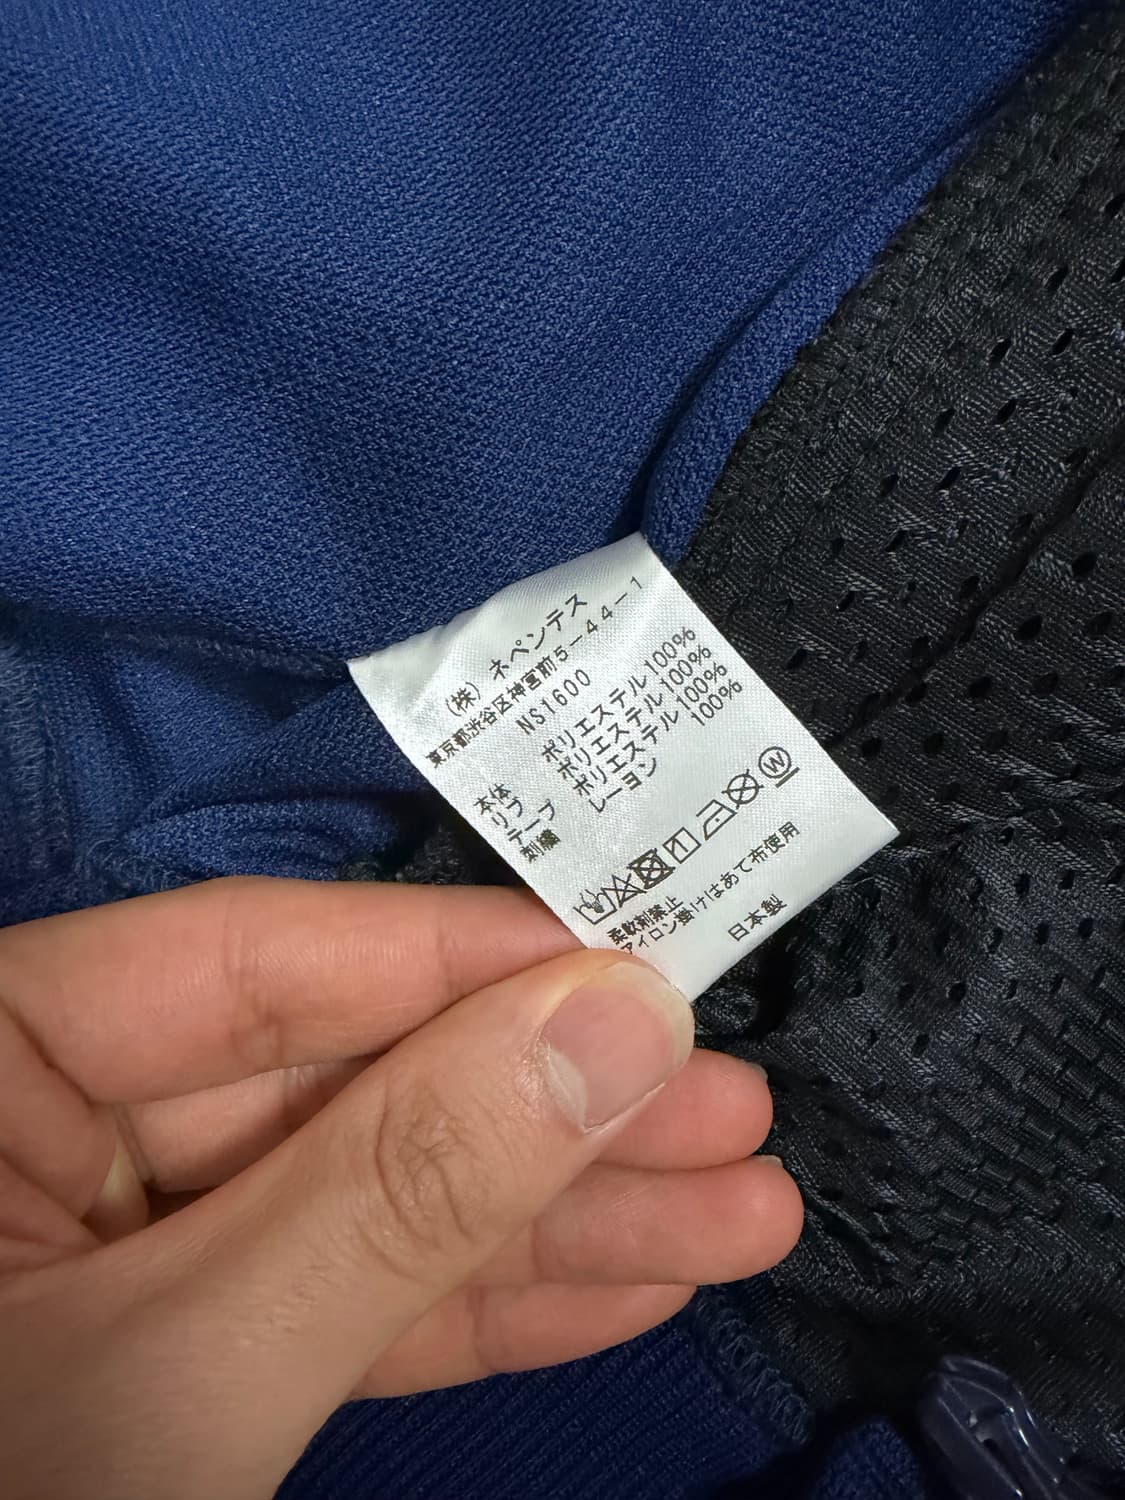 (株) ネペンテス
東京都渋谷区神宮前5-44-1
NS1600
本体 ポリエステル100%
リブ ポリエステル100%
テープ ポリエステル100%
刺繍 レーヨン 100%
W
柔軟剤禁止
アイロン掛けはあて布使用
日本製